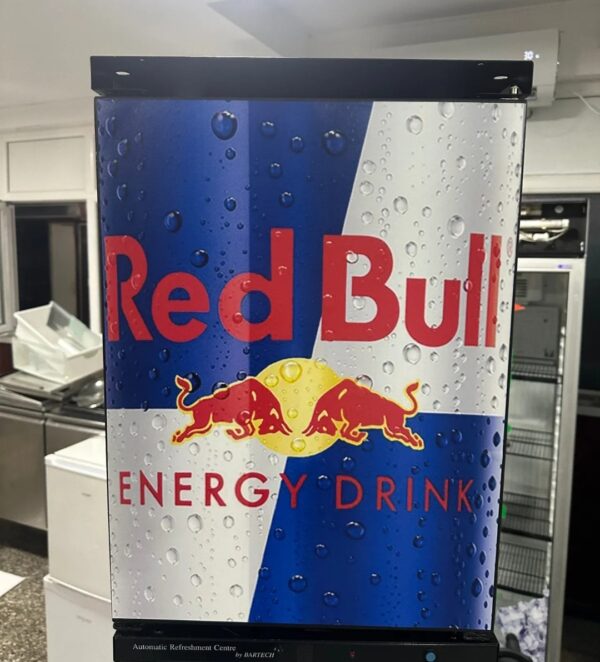 Red Bull
ENERGY DRINK
Automatic Refreshment Centre
by BARTECH